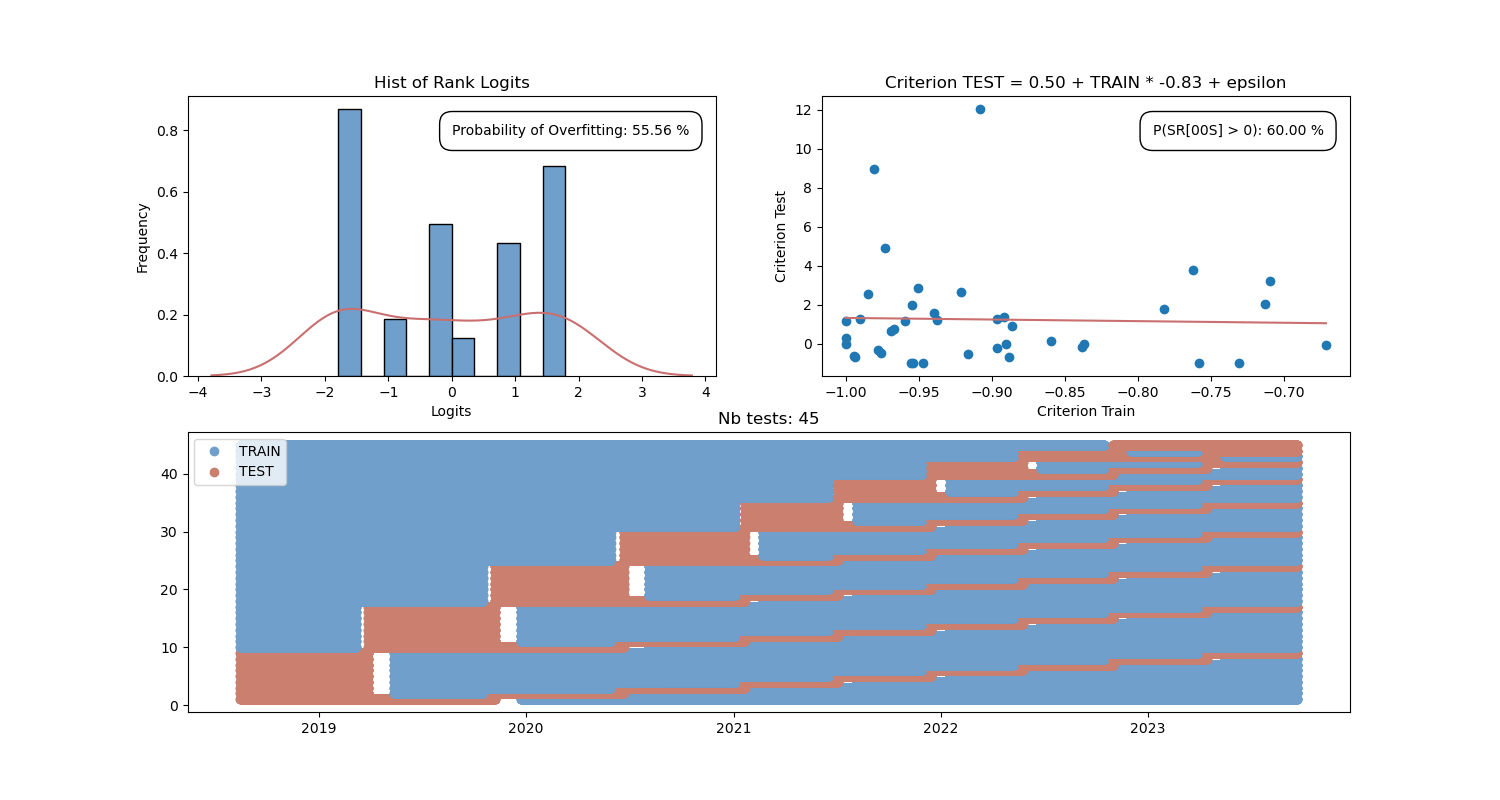 Hist of Rank Logits
Probability of Overfitting: 55.56 %
Frequency
0.8
0.6
0.4
0.2
0.0
−4 −3 −2 −1 0 1 2 3 4
Logits
Criterion TEST = 0.50 + TRAIN * -0.83 + epsilon
P(SR[00S] > 0): 60.00 %
Criterion Test
12
10
8
6
4
2
0
−1.00 −0.95 −0.90 −0.85 −0.80 −0.75 −0.70
Criterion Train
Nb tests: 45
TRAIN
TEST
40
30
20
10
0
2019 2020 2021 2022 2023